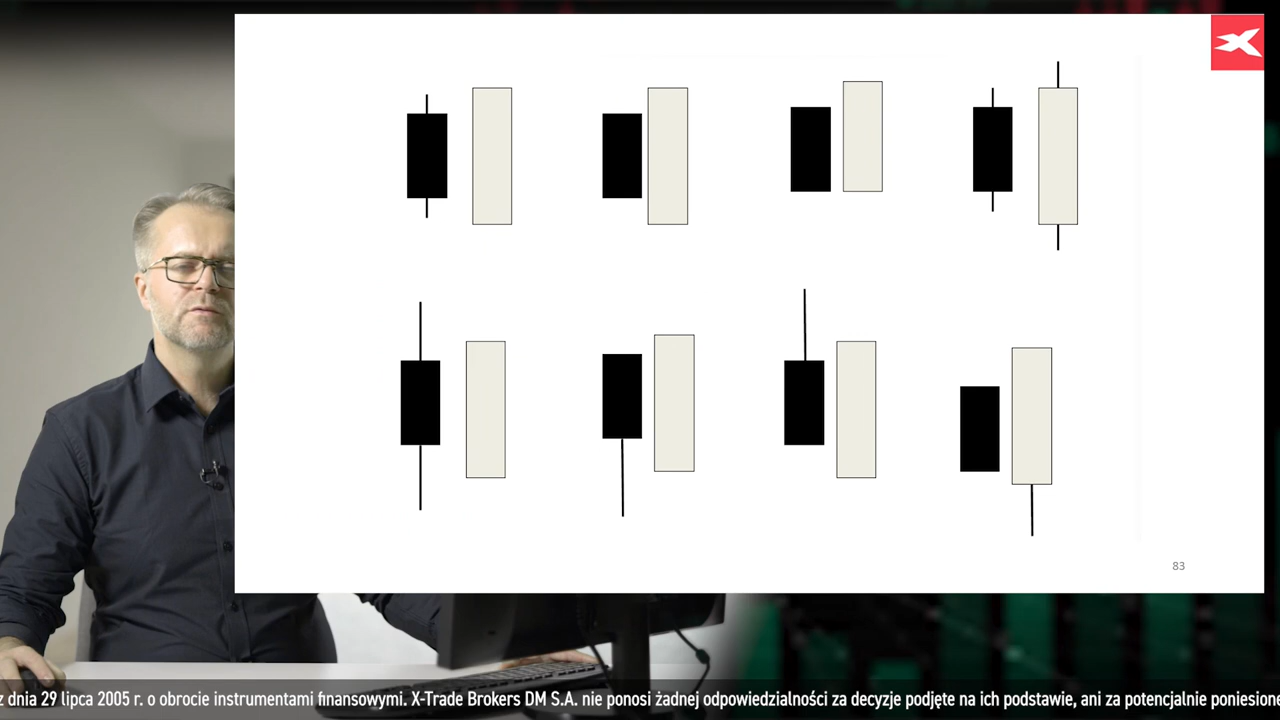 83
z dnia 29 lipca 2005 r. o obrocie instrumentami finansowymi. X-Trade Brokers DM S.A. nie ponosi żadnej odpowiedzialności za decyzje podjęte na ich podstawie, ani za potencjalnie poniesione